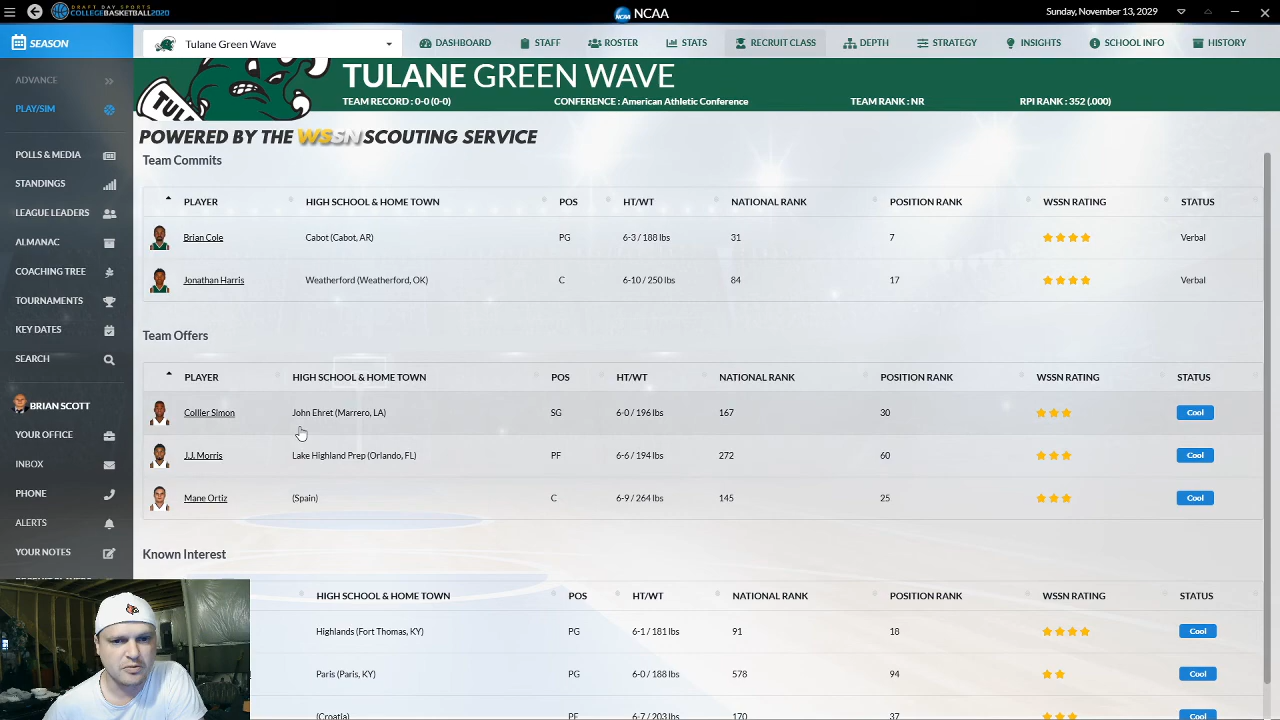 DRAFT DAY SPORTS
COLLEGE BASKETBALL 2020
NCAA
Sunday, November 13, 2029
SEASON
Tulane Green Wave
DASHBOARD STAFF ROSTER STATS RECRUIT CLASS DEPTH STRATEGY INSIGHTS SCHOOL INFO HISTORY
ADVANCE
PLAY/SIM
POLLS & MEDIA
STANDINGS
LEAGUE LEADERS
ALMANAC
COACHING TREE
TOURNAMENTS
KEY DATES
SEARCH
BRIAN SCOTT
YOUR OFFICE
INBOX
PHONE
ALERTS
YOUR NOTES
TULANE GREEN WAVE
TEAM RECORD : 0-0 (0-0) CONFERENCE : American Athletic Conference TEAM RANK : NR RPI RANK : 352 (.000)
POWERED BY THE WSSN SCOUTING SERVICE
Team Commits
PLAYER HIGH SCHOOL & HOME TOWN POS HT/WT NATIONAL RANK POSITION RANK WSSN RATING STATUS
Brian Cole Cabot (Cabot, AR) PG 6-3 / 188 lbs 31 7 Verbal
Jonathan Harris Weatherford (Weatherford, OK) C 6-10 / 250 lbs 84 17 Verbal
Team Offers
PLAYER HIGH SCHOOL & HOME TOWN POS HT/WT NATIONAL RANK POSITION RANK WSSN RATING STATUS
Collier Simon John Ehret (Marrero, LA) SG 6-0 / 196 lbs 167 30 Cool
J.J. Morris Lake Highland Prep (Orlando, FL) PF 6-6 / 194 lbs 272 60 Cool
Mane Ortiz (Spain) C 6-9 / 264 lbs 145 25 Cool
Known Interest
HIGH SCHOOL & HOME TOWN POS HT/WT NATIONAL RANK POSITION RANK WSSN RATING STATUS
Highlands (Fort Thomas, KY) PG 6-1 / 181 lbs 91 18 Cool
Paris (Paris, KY) PG 6-0 / 188 lbs 578 94 Cool
(Croatia) PF 6-7 / 203 lbs 170 37 Cool